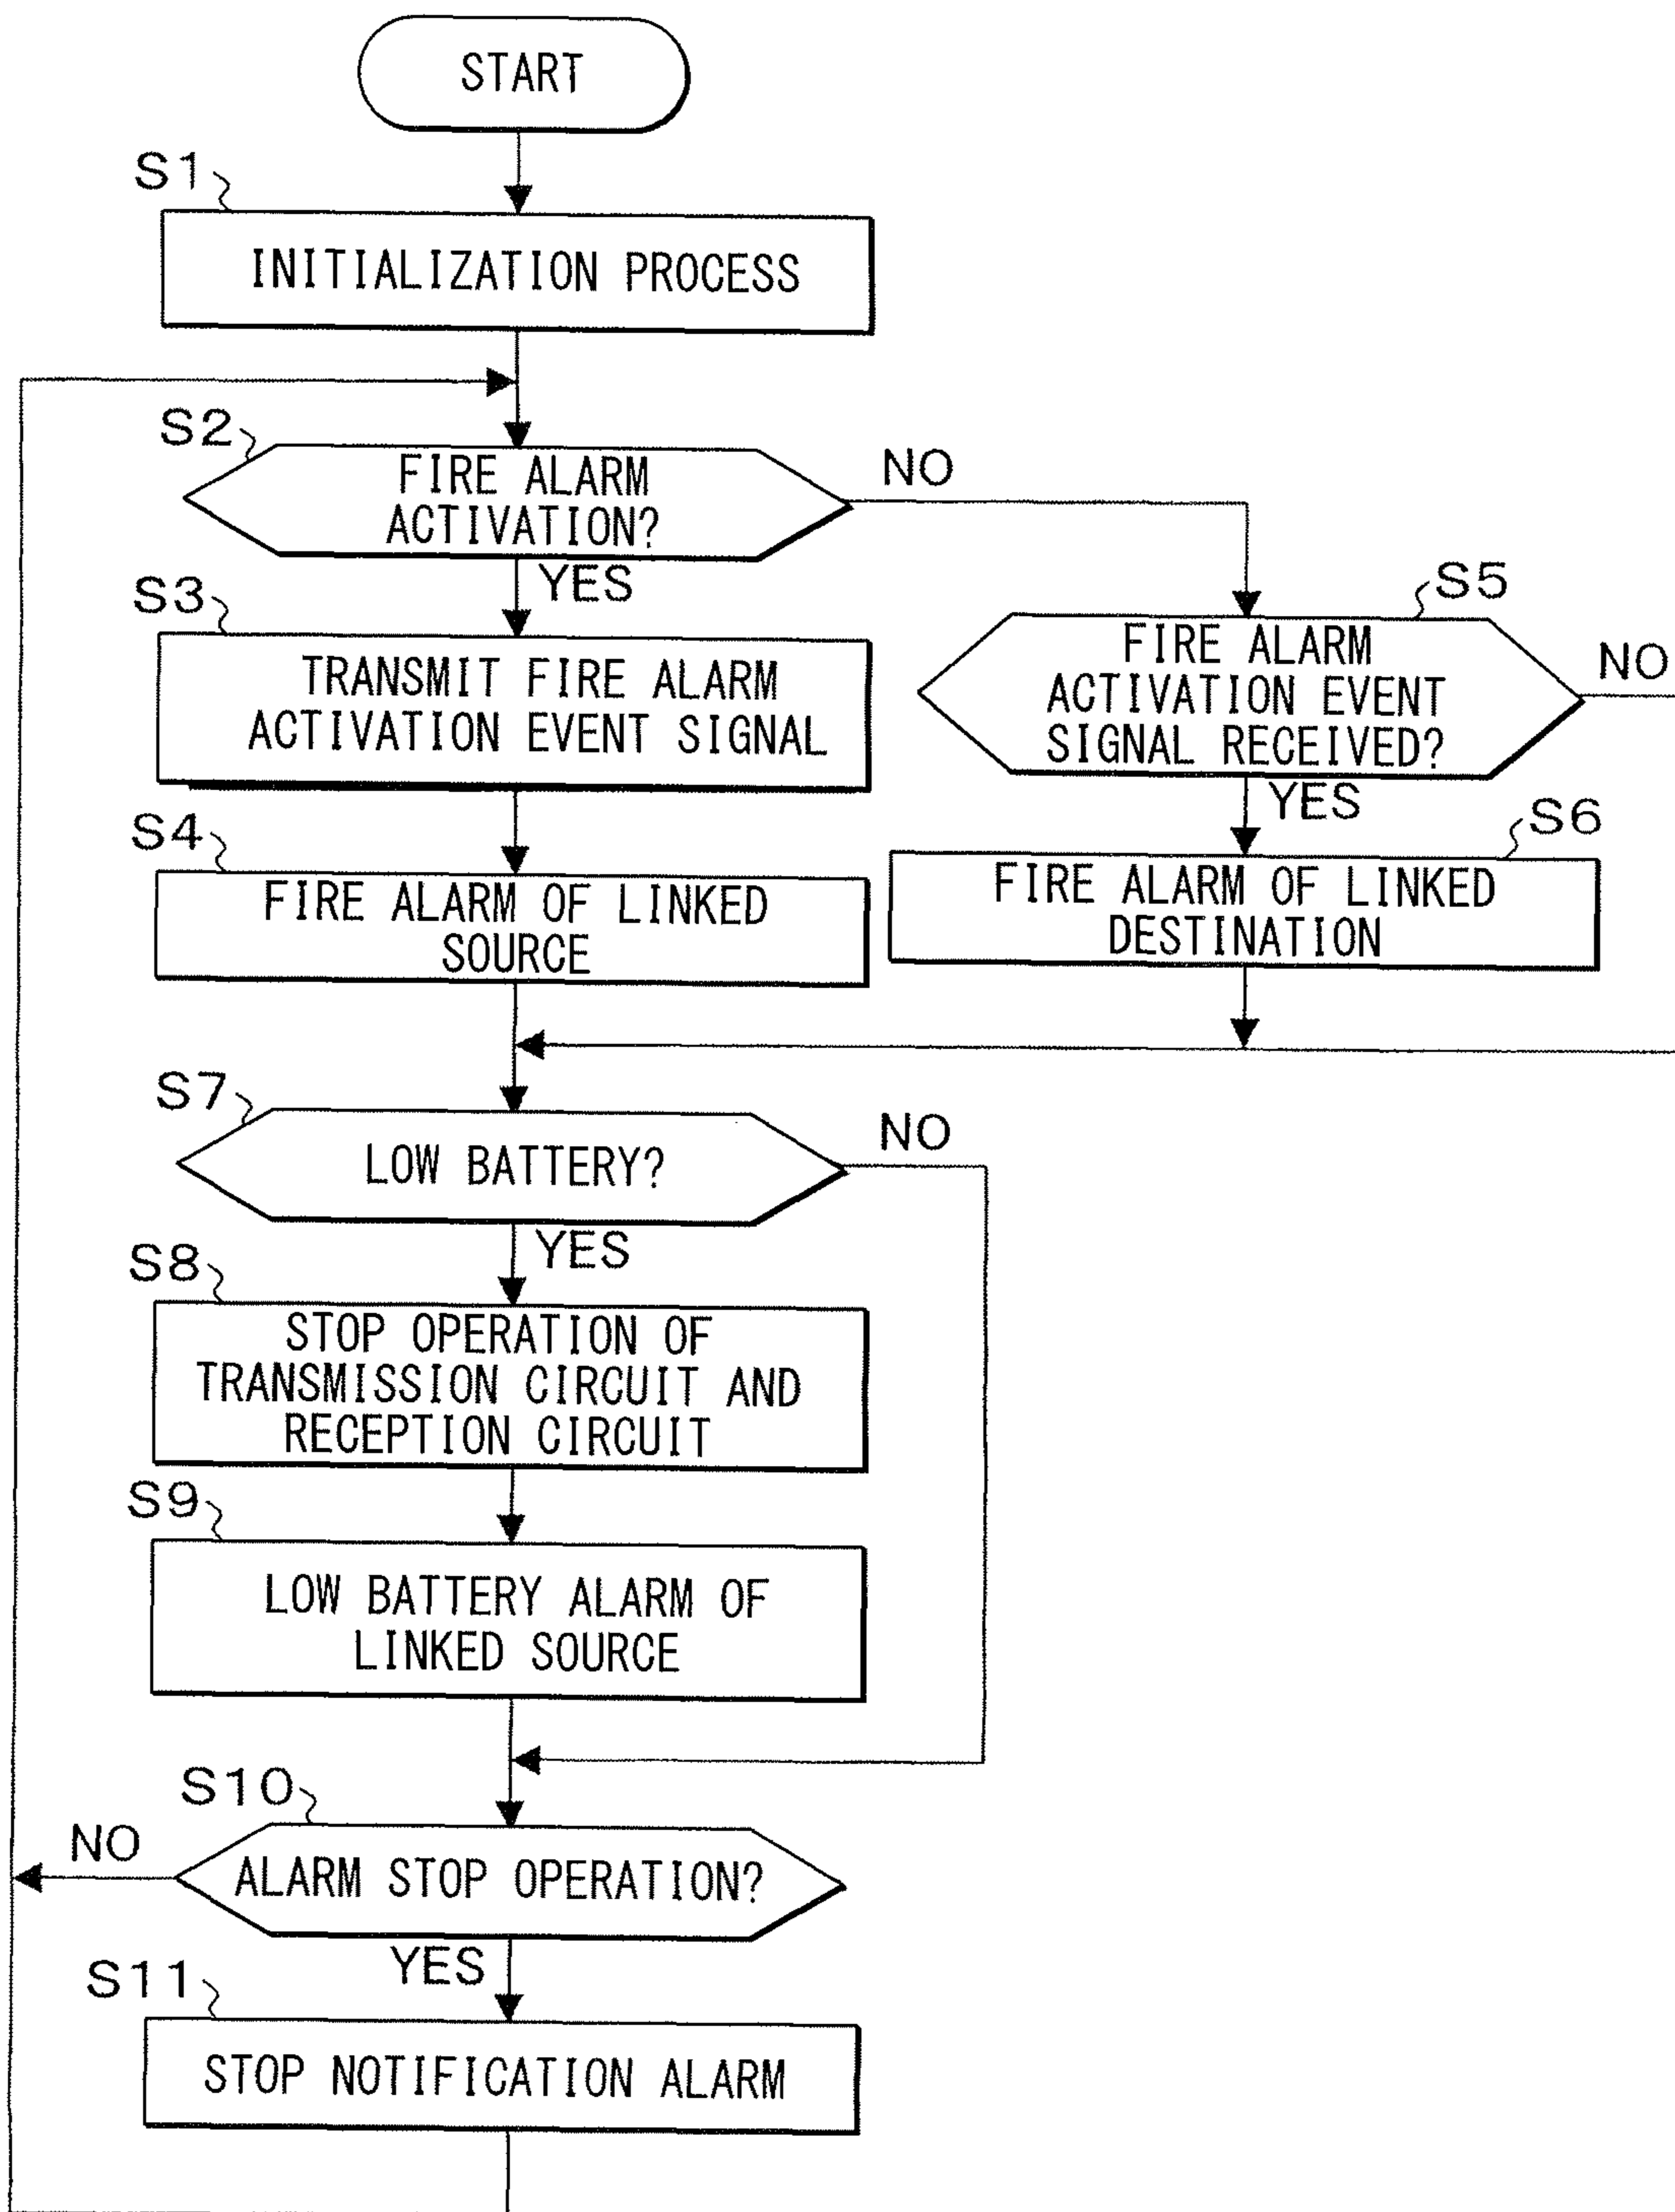 START
S1
INITIALIZATION PROCESS
S2
FIRE ALARM
ACTIVATION?
NO
YES
S3
TRANSMIT FIRE ALARM
ACTIVATION EVENT SIGNAL
S5
FIRE ALARM
ACTIVATION EVENT
SIGNAL RECEIVED?
NO
YES
S4
FIRE ALARM OF LINKED
SOURCE
S6
FIRE ALARM OF LINKED
DESTINATION
S7
LOW BATTERY?
NO
YES
S8
STOP OPERATION OF
TRANSMISSION CIRCUIT AND
RECEPTION CIRCUIT
S9
LOW BATTERY ALARM OF
LINKED SOURCE
S10
NO
ALARM STOP OPERATION?
YES
S11
STOP NOTIFICATION ALARM